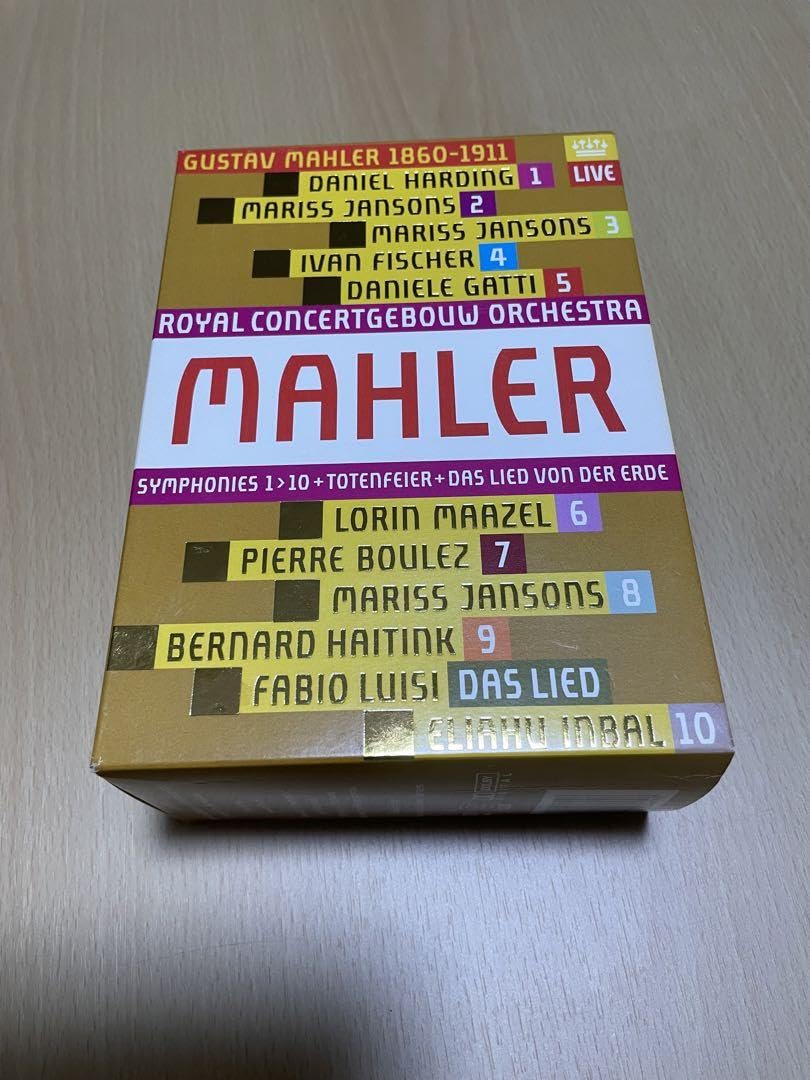 GUSTAV MAHLER 1860-1911
LIVE
DANIEL HARDING 1
MARISS JANSONS 2
MARISS JANSONS 3
IVAN FISCHER 4
DANIELE GATTI 5
ROYAL CONCERTGEBOUW ORCHESTRA
MAHLER
SYMPHONIES 1>10+TOTENFEIER+DAS LIED VON DER ERDE
LORIN MAAZEL 6
PIERRE BOULEZ 7
MARISS JANSONS 8
BERNARD HAITINK 9
FABIO LUISI DAS LIED
ELIAHU INBAL 10